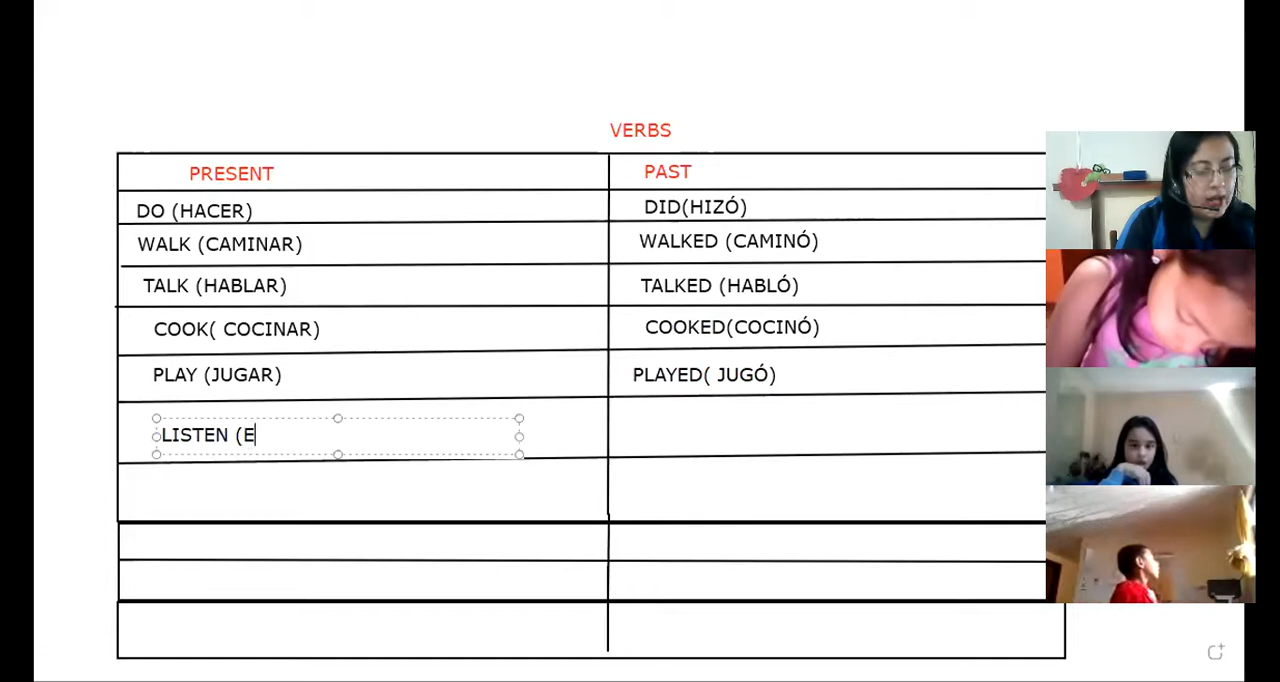 VERBS
PRESENT
PAST
DO (HACER)
DID(HIZÓ)
WALK (CAMINAR)
WALKED (CAMINÓ)
TALK (HABLAR)
TALKED (HABLÓ)
COOK( COCINAR)
COOKED(COCINÓ)
PLAY (JUGAR)
PLAYED( JUGÓ)
LISTEN (E